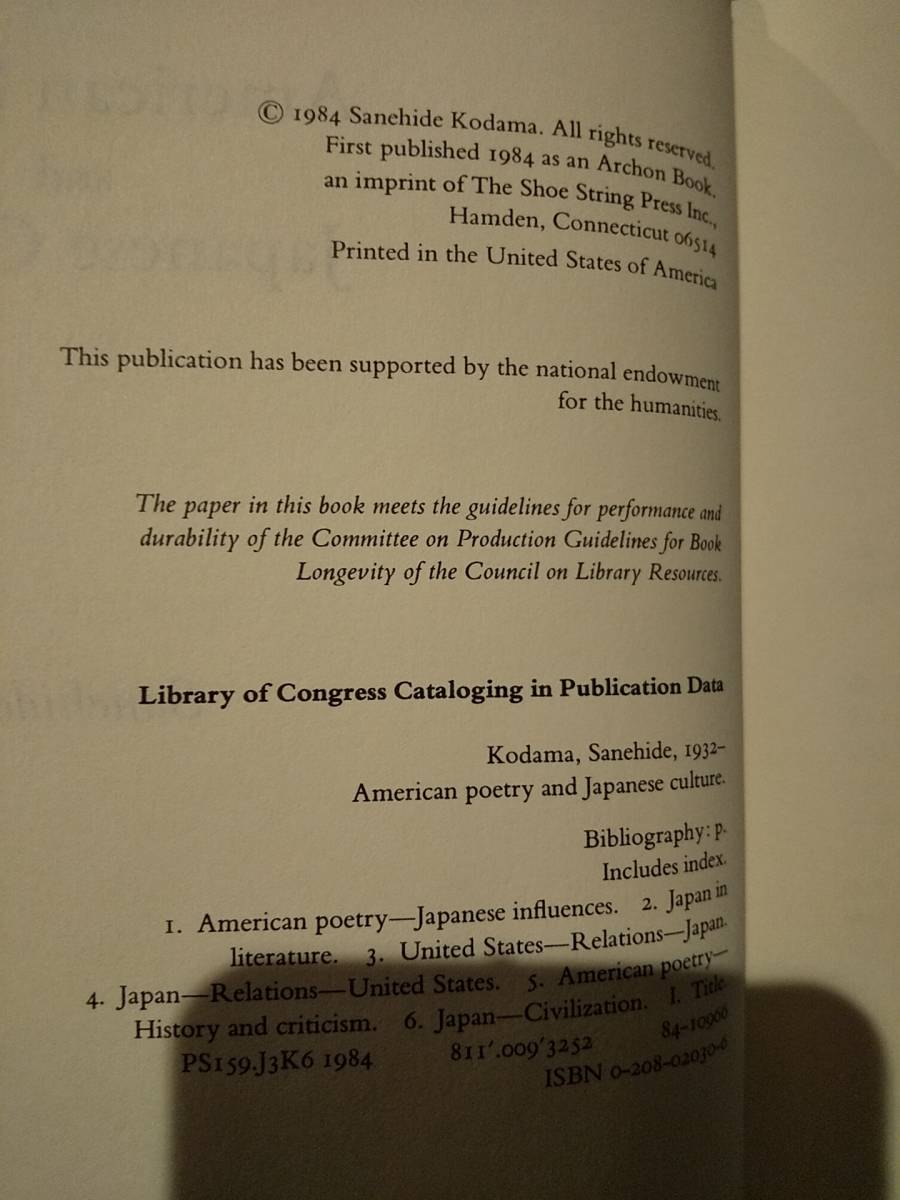 © 1984 Sanehide Kodama. All rights reserved.
First published 1984 as an Archon Book,
an imprint of The Shoe String Press Inc.,
Hamden, Connecticut 06514
Printed in the United States of America
This publication has been supported by the national endowment
for the humanities.
The paper in this book meets the guidelines for performance and
durability of the Committee on Production Guidelines for Book
Longevity of the Council on Library Resources.
Library of Congress Cataloging in Publication Data
Kodama, Sanehide, 1932–
American poetry and Japanese culture.
Bibliography: p.
Includes index.
1. American poetry—Japanese influences. 2. Japan in
literature. 3. United States—Relations—Japan.
4. Japan—Relations—United States. 5. American poetry—
History and criticism. 6. Japan—Civilization. I. Title
PS159.J3K6 1984 811'.009'3252 84-10966
ISBN 0-208-02030-6